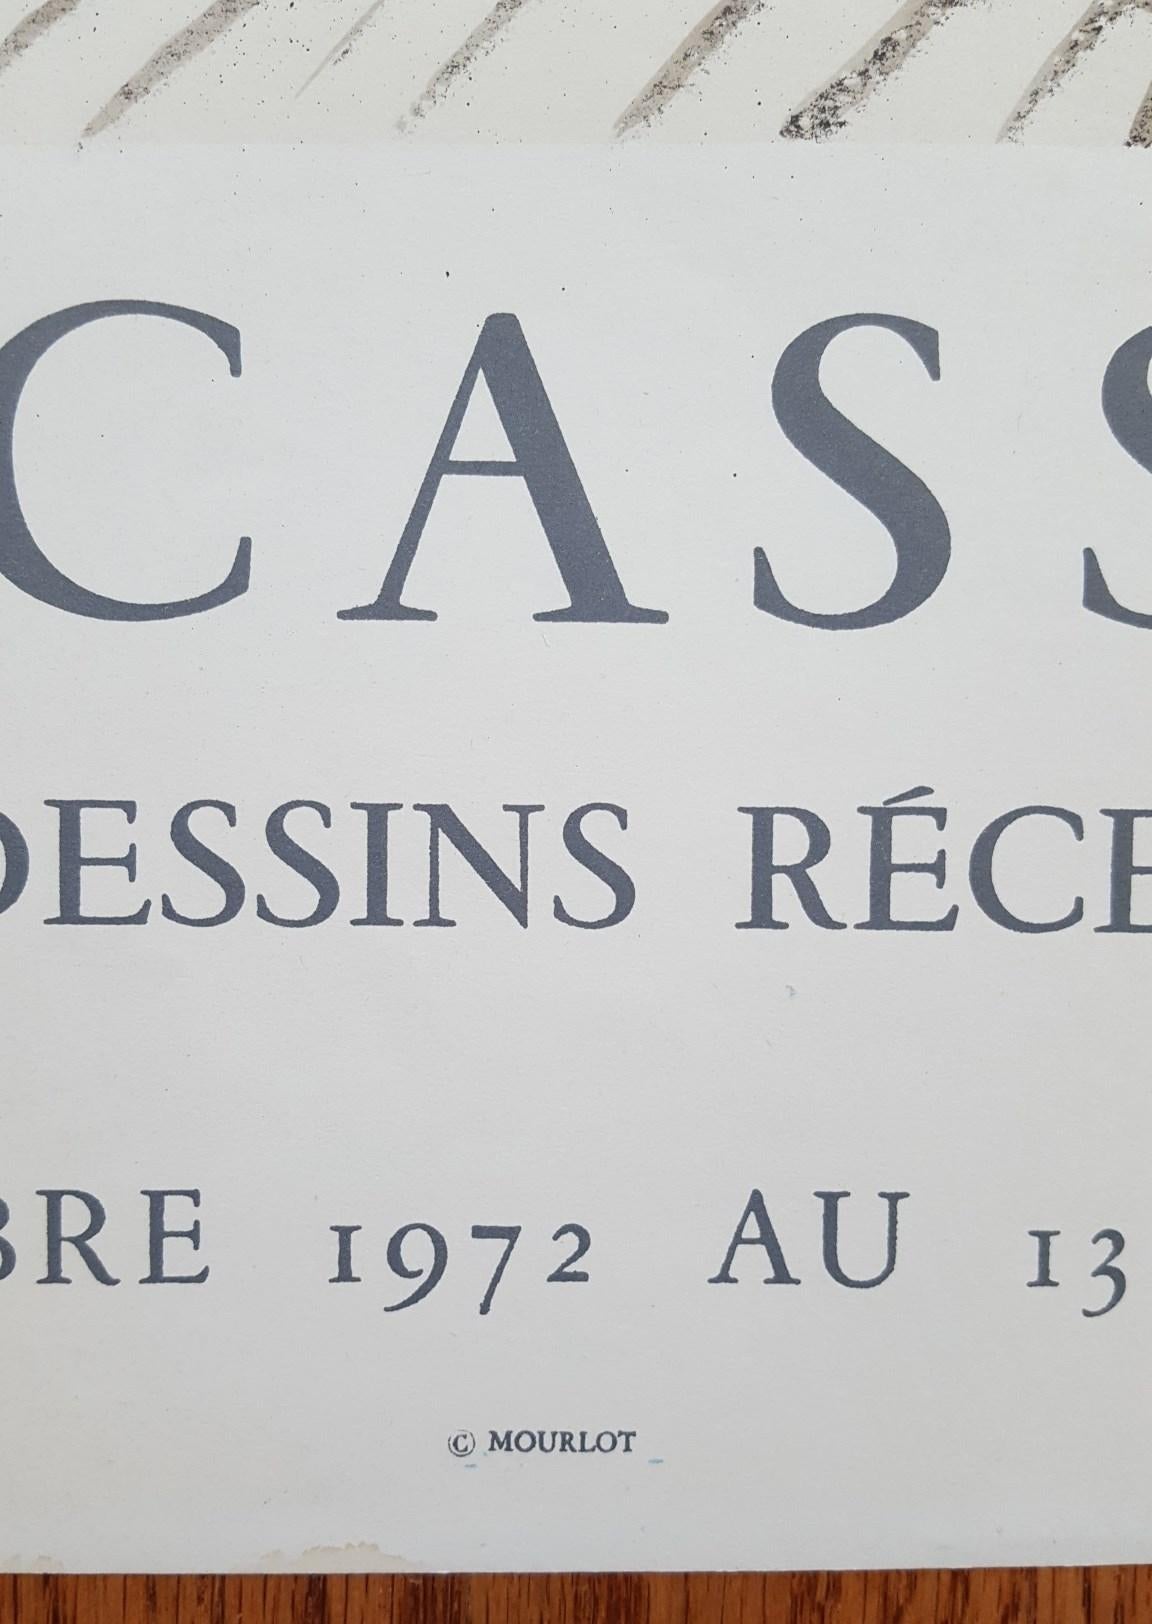 CASS
DESSINS RÉCE
BRE 1972 AU 13
© MOURLOT